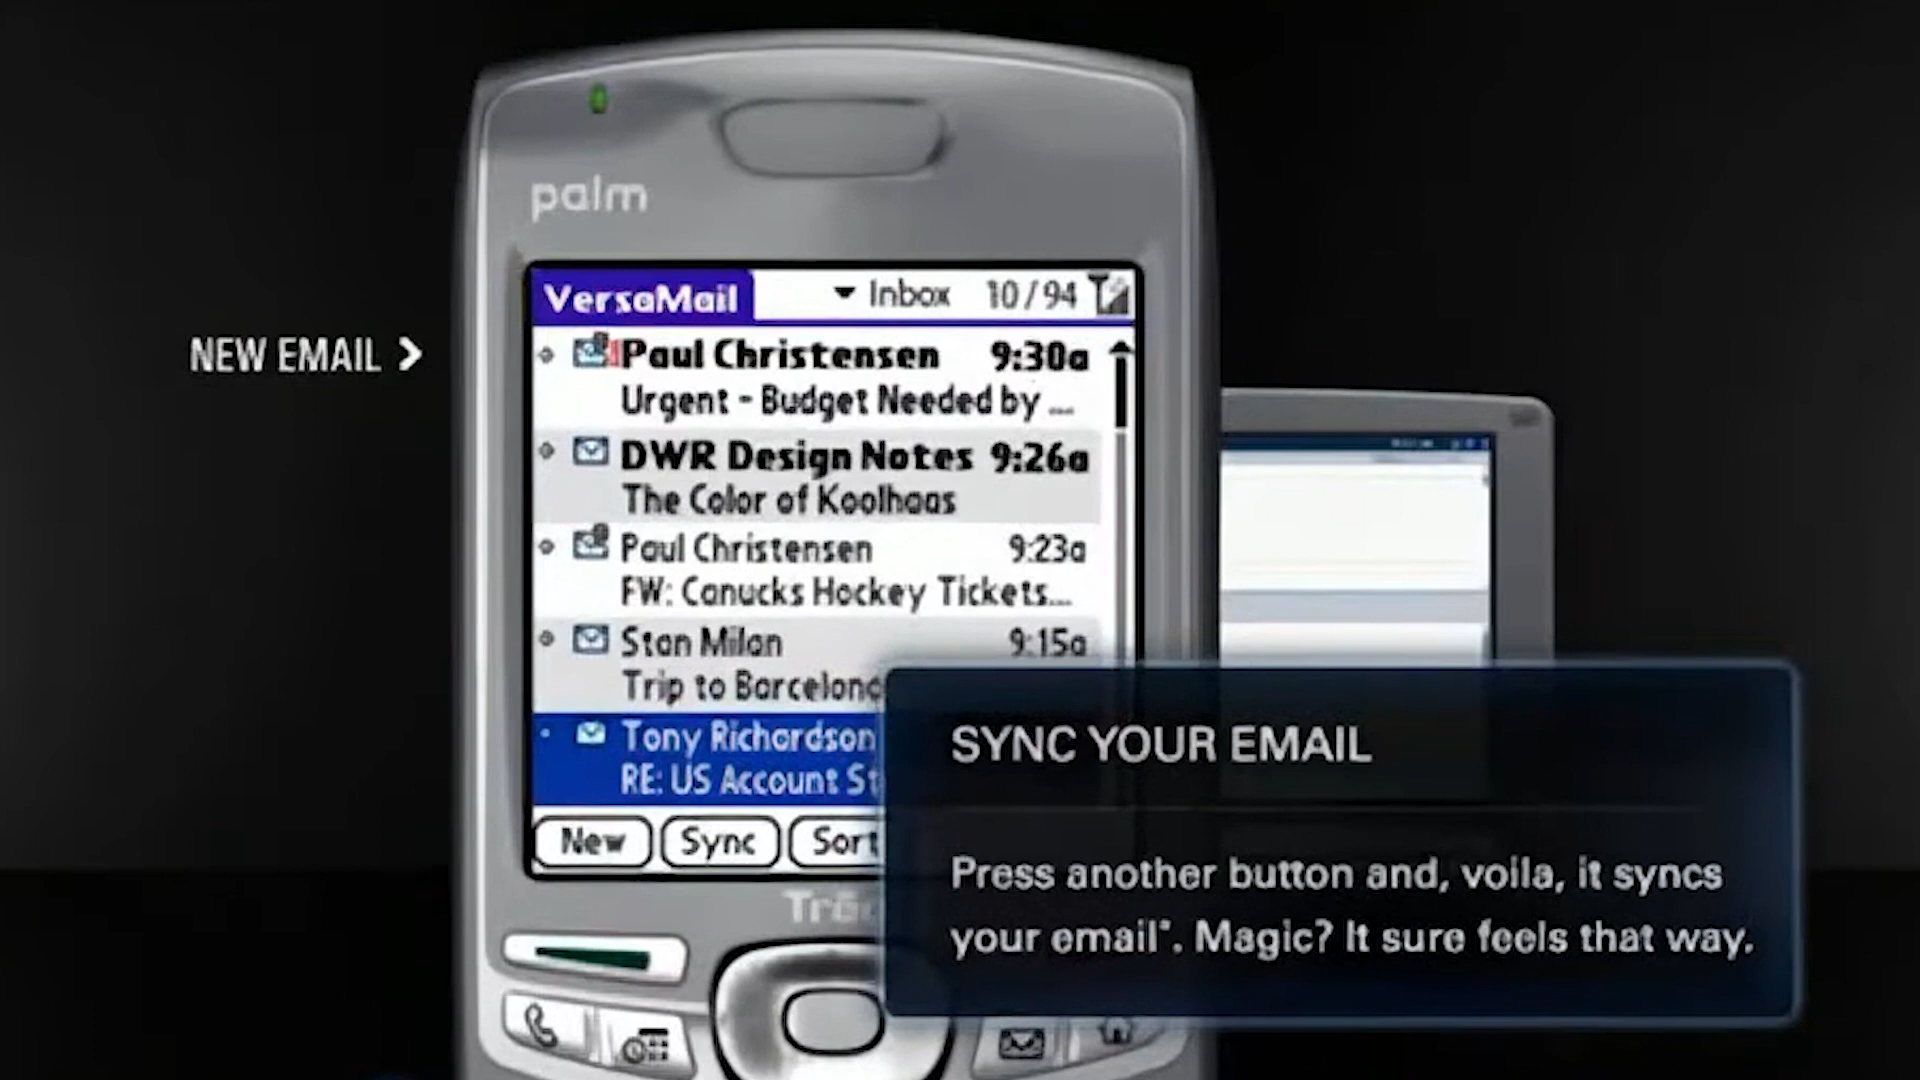 palm
VersaMail Inbox 10/94
NEW EMAIL >
Paul Christensen 9:30a
Urgent - Budget Needed by ...
DWR Design Notes 9:26a
The Color of Koolhaas
Paul Christensen 9:23a
FW: Canucks Hockey Tickets...
Stan Milan 9:15a
Trip to Barcelona
Tony Richardson
RE: US Account St
New Sync Sort
SYNC YOUR EMAIL
Press another button and, voila, it syncs
your email*. Magic? It sure feels that way.